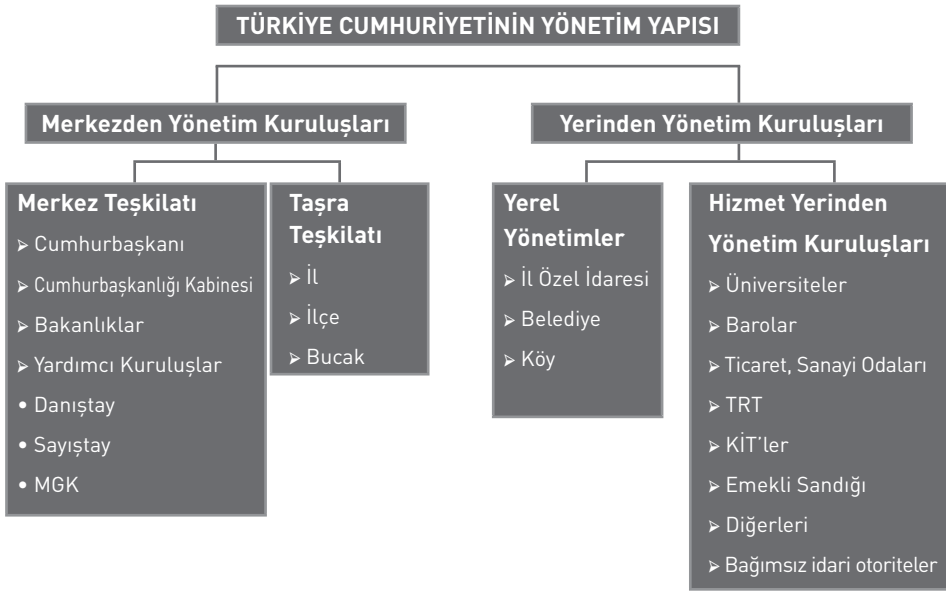 TÜRKİYE CUMHURİYETİNİN YÖNETİM YAPISI
Merkezden Yönetim Kuruluşları
Yerinden Yönetim Kuruluşları
Merkez Teşkilatı
➢ Cumhurbaşkanı
➢ Cumhurbaşkanlığı Kabinesi
➢ Bakanlıklar
➢ Yardımcı Kuruluşlar
• Danıştay
• Sayıştay
• MGK
Taşra
Teşkilatı
➢ İl
➢ İlçe
➢ Bucak
Yerel
Yönetimler
➢ İl Özel İdaresi
➢ Belediye
➢ Köy
Hizmet Yerinden
Yönetim Kuruluşları
➢ Üniversiteler
➢ Barolar
➢ Ticaret, Sanayi Odaları
➢ TRT
➢ KİT’ler
➢ Emekli Sandığı
➢ Diğerleri
➢ Bağımsız idari otoriteler